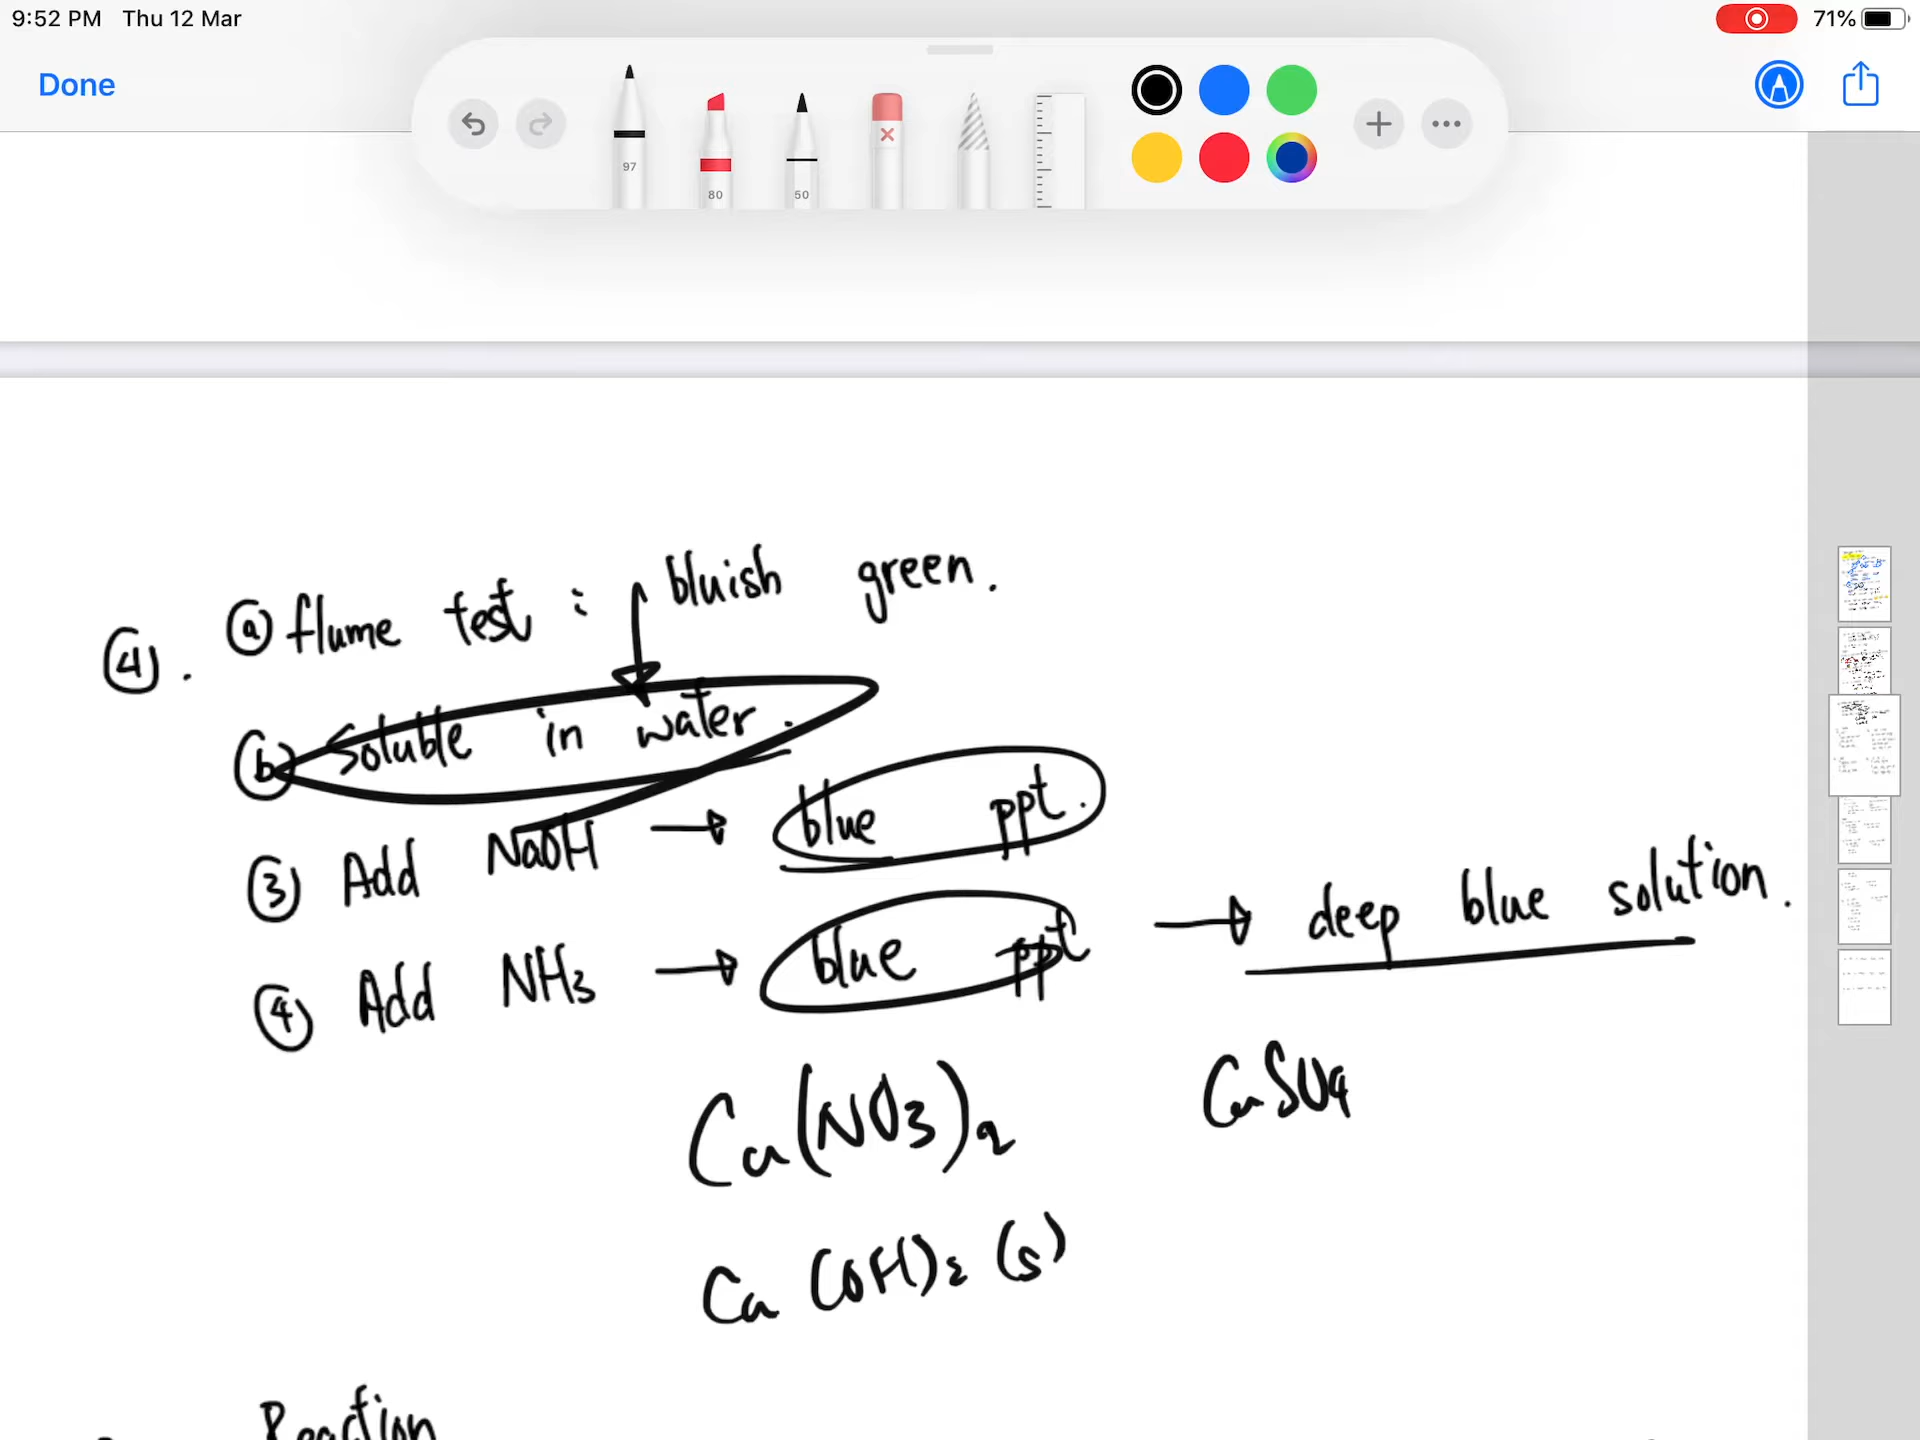 9:52 PM Thu 12 Mar
71%
Done
97
80
50
④. ⓐ flume test : bluish green.
ⓑ soluble in water.
③ Add NaOH → blue ppt.
④ Add NH3 → blue ppt → deep blue solution.
Cu(NO3)2 CuSO4
Cu(OH)2 (s)
Reaction